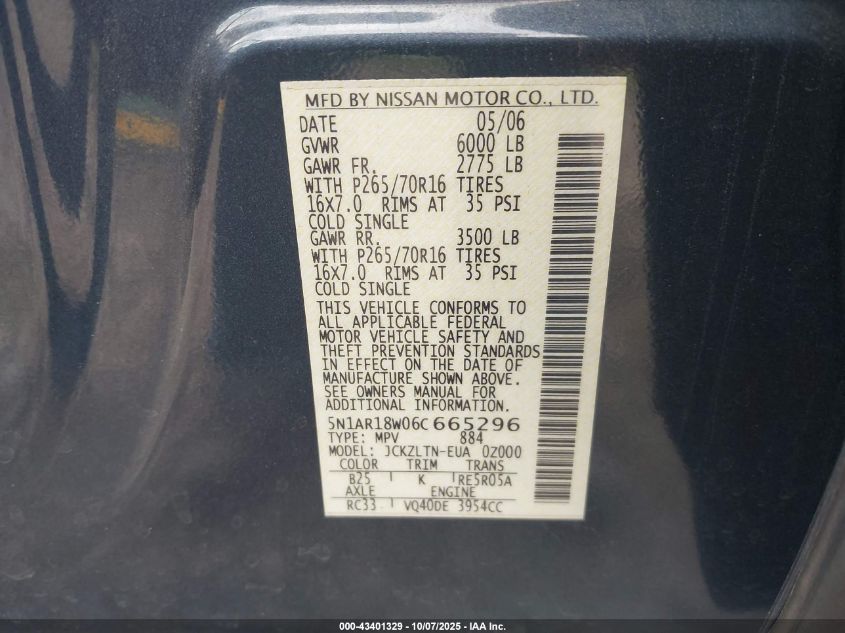 MFD BY NISSAN MOTOR CO., LTD.
DATE 05/06
GVWR 6000 LB
GAWR FR. 2775 LB
WITH P265/70R16 TIRES
16X7.0 RIMS AT 35 PSI
COLD SINGLE
GAWR RR. 3500 LB
WITH P265/70R16 TIRES
16X7.0 RIMS AT 35 PSI
COLD SINGLE
THIS VEHICLE CONFORMS TO
ALL APPLICABLE FEDERAL
MOTOR VEHICLE SAFETY AND
THEFT PREVENTION STANDARDS
IN EFFECT ON THE DATE OF
MANUFACTURE SHOWN ABOVE.
SEE OWNERS MANUAL FOR
ADDITIONAL INFORMATION.
5N1AR18W06C665296
TYPE: MPV 884
MODEL: JCKZLTN-EUA 0Z000
COLOR TRIM TRANS
B25 K RE5R05A
AXLE ENGINE
RC33 VQ40DE 3954CC
000-43401329 - 10/07/2025 - IAA Inc.